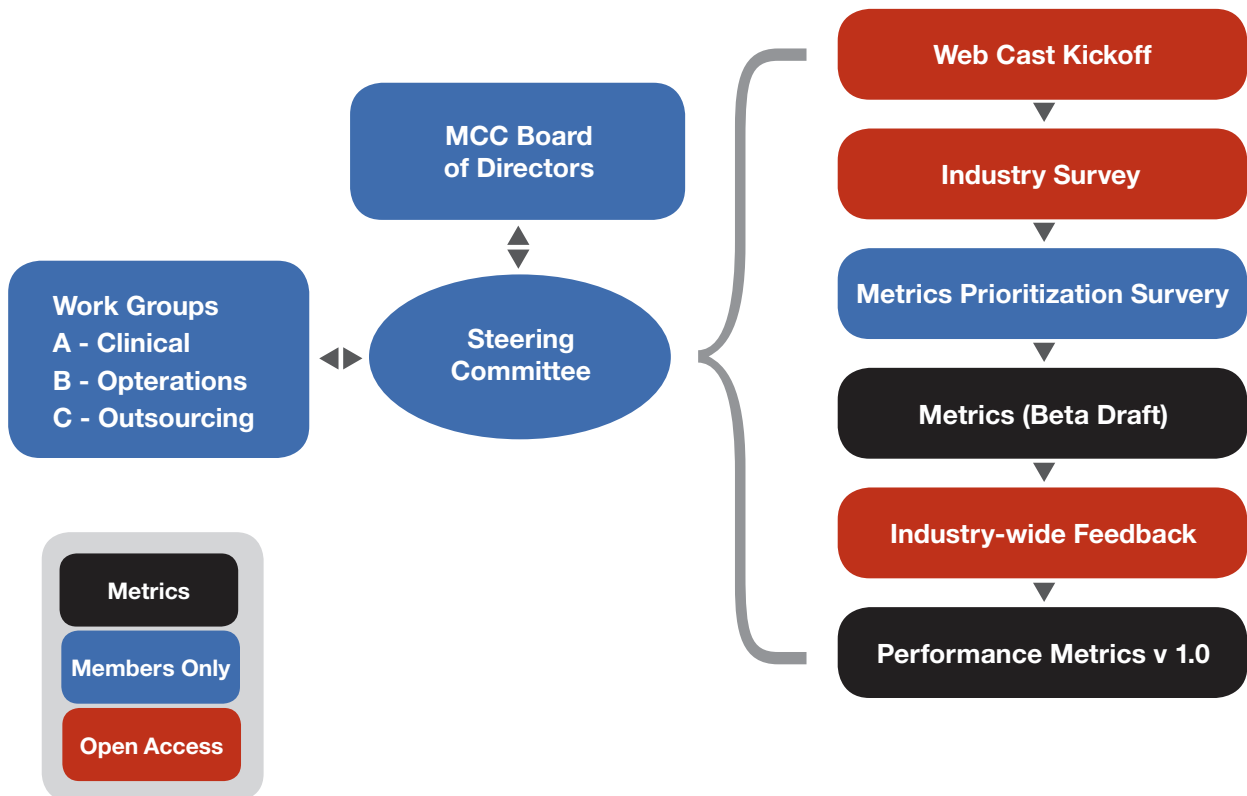 MCC Board
of Directors
Work Groups
A - Clinical
B - Opterations
C - Outsourcing
Steering
Committee
Web Cast Kickoff
Industry Survey
Metrics Prioritization Survery
Metrics (Beta Draft)
Industry-wide Feedback
Performance Metrics v 1.0
Metrics
Members Only
Open Access